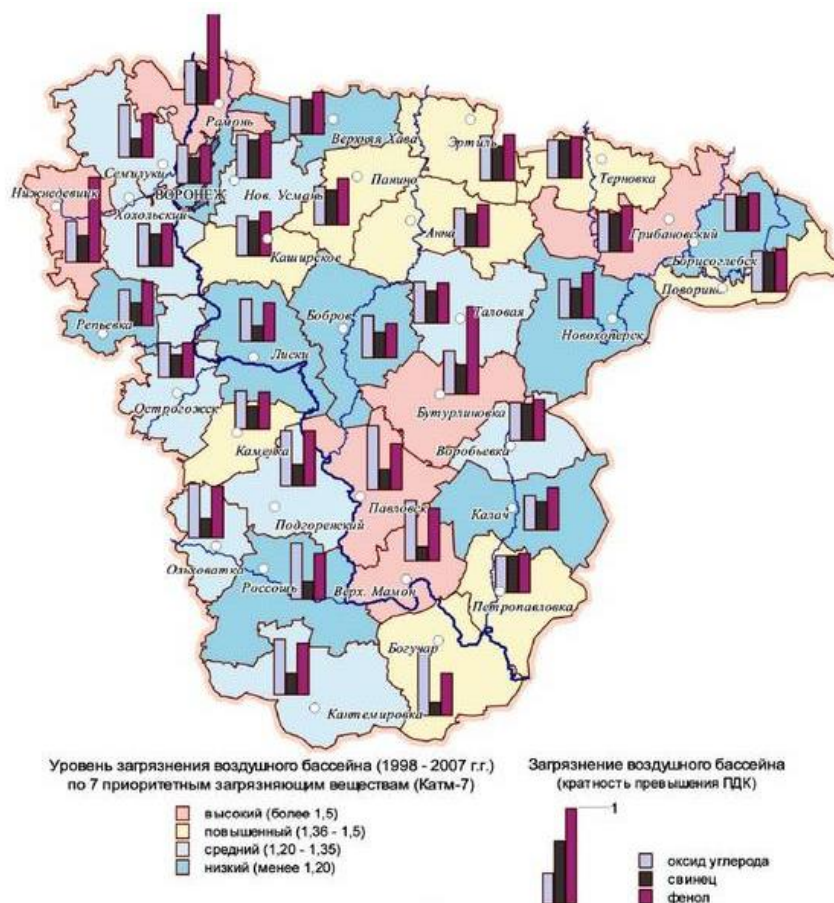 Рамонь
Верхняя Хава
Эртиль
Семилуки
Терновка
Нижнедевицк
ВОРОНЕЖ
Нов. Усмань
Панино
Хохольский
Анна
Грибановский
Каширское
Борисоглебск
Поворино
Репьевка
Бобров
Таловая
Новохоперск
Лиски
Острогожск
Бутурлиновка
Каменка
Воробьевка
Павловск
Калач
Подгоренский
Ольховатка
Россошь
Верх. Мамон
Петропавловка
Богучар
Кантемировка
Уровень загрязнения воздушного бассейна (1998 - 2007 г.г.)
по 7 приоритетным загрязняющим веществам (Катм-7)
высокий (более 1,5)
повышенный (1,36 - 1,5)
средний (1,20 - 1,35)
низкий (менее 1,20)
Загрязнение воздушного бассейна
(кратность превышения ПДК)
1
оксид углерода
свинец
фенол